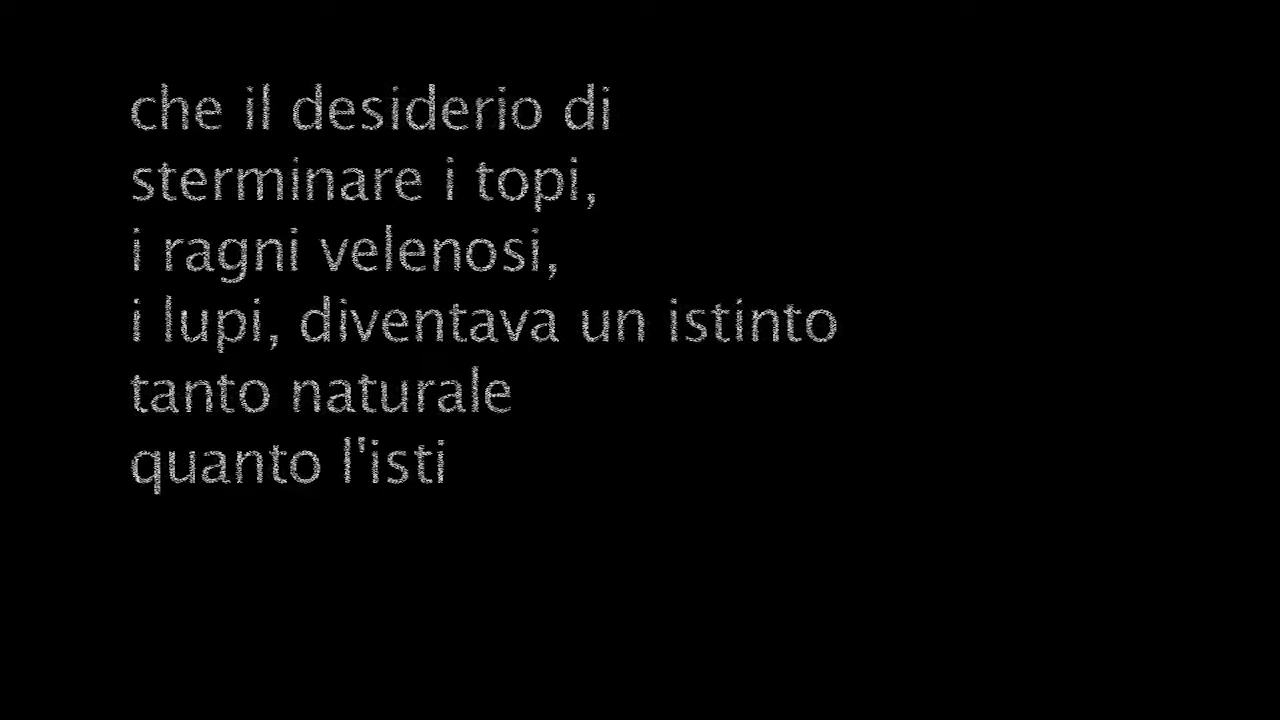 che il desiderio di
sterminare i topi,
i ragni velenosi,
i lupi, diventava un istinto
tanto naturale
quanto l'isti